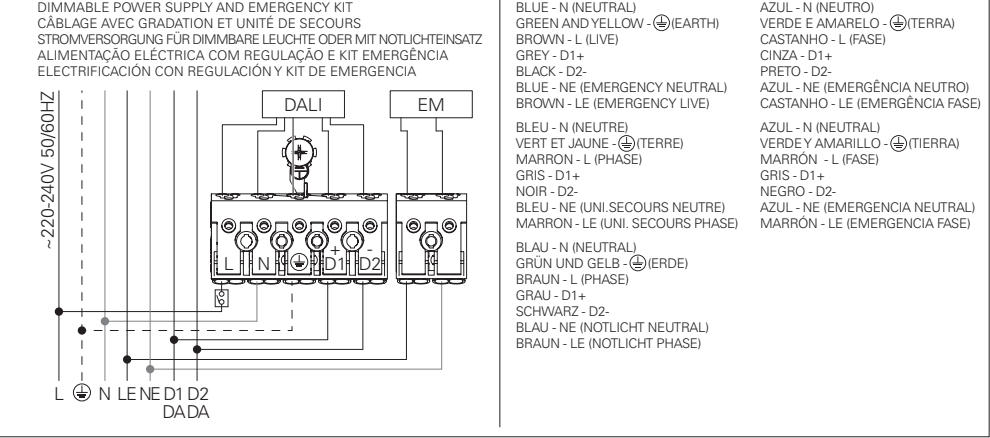 DIMMABLE POWER SUPPLY AND EMERGENCY KIT
CÂBLAGE AVEC GRADATION ET UNITÉ DE SECOURS
STROMVERSORGUNG FÜR DIMMBARE LEUCHTE ODER MIT NOTLICHTEINSATZ
ALIMENTAÇÃO ELÉCTRICA COM REGULAÇÃO E KIT EMERGÊNCIA
ELECTRIFICACIÓN CON REGULACIÓN Y KIT DE EMERGENCIA
~220-240V 50/60HZ
DALI
EM
L
N
+
D1
-
D2
L
N
LE
NE
D1
D2
DA
DA
BLUE - N (NEUTRAL)
GREEN AND YELLOW - (EARTH)
BROWN - L (LIVE)
GREY - D1+
BLACK - D2-
BLUE - NE (EMERGENCY NEUTRAL)
BROWN - LE (EMERGENCY LIVE)
BLEU - N (NEUTRE)
VERT ET JAUNE - (TERRE)
MARRON - L (PHASE)
GRIS - D1+
NOIR - D2-
BLEU - NE (UNI.SECOURS NEUTRE)
MARRON - LE (UNI. SECOURS PHASE)
BLAU - N (NEUTRAL)
GRÜN UND GELB - (ERDE)
BRAUN - L (PHASE)
GRAU - D1+
SCHWARZ - D2-
BLAU - NE (NOTLICHT NEUTRAL)
BRAUN - LE (NOTLICHT PHASE)
AZUL - N (NEUTRO)
VERDE E AMARELO - (TERRA)
CASTANHO - L (FASE)
CINZA - D1+
PRETO - D2-
AZUL - NE (EMERGÊNCIA NEUTRO)
CASTANHO - LE (EMERGÊNCIA FASE)
AZUL - N (NEUTRAL)
VERDE Y AMARILLO - (TIERRA)
MARRÓN - L (FASE)
GRIS - D1+
NEGRO - D2-
AZUL - NE (EMERGENCIA NEUTRAL)
MARRÓN - LE (EMERGENCIA FASE)